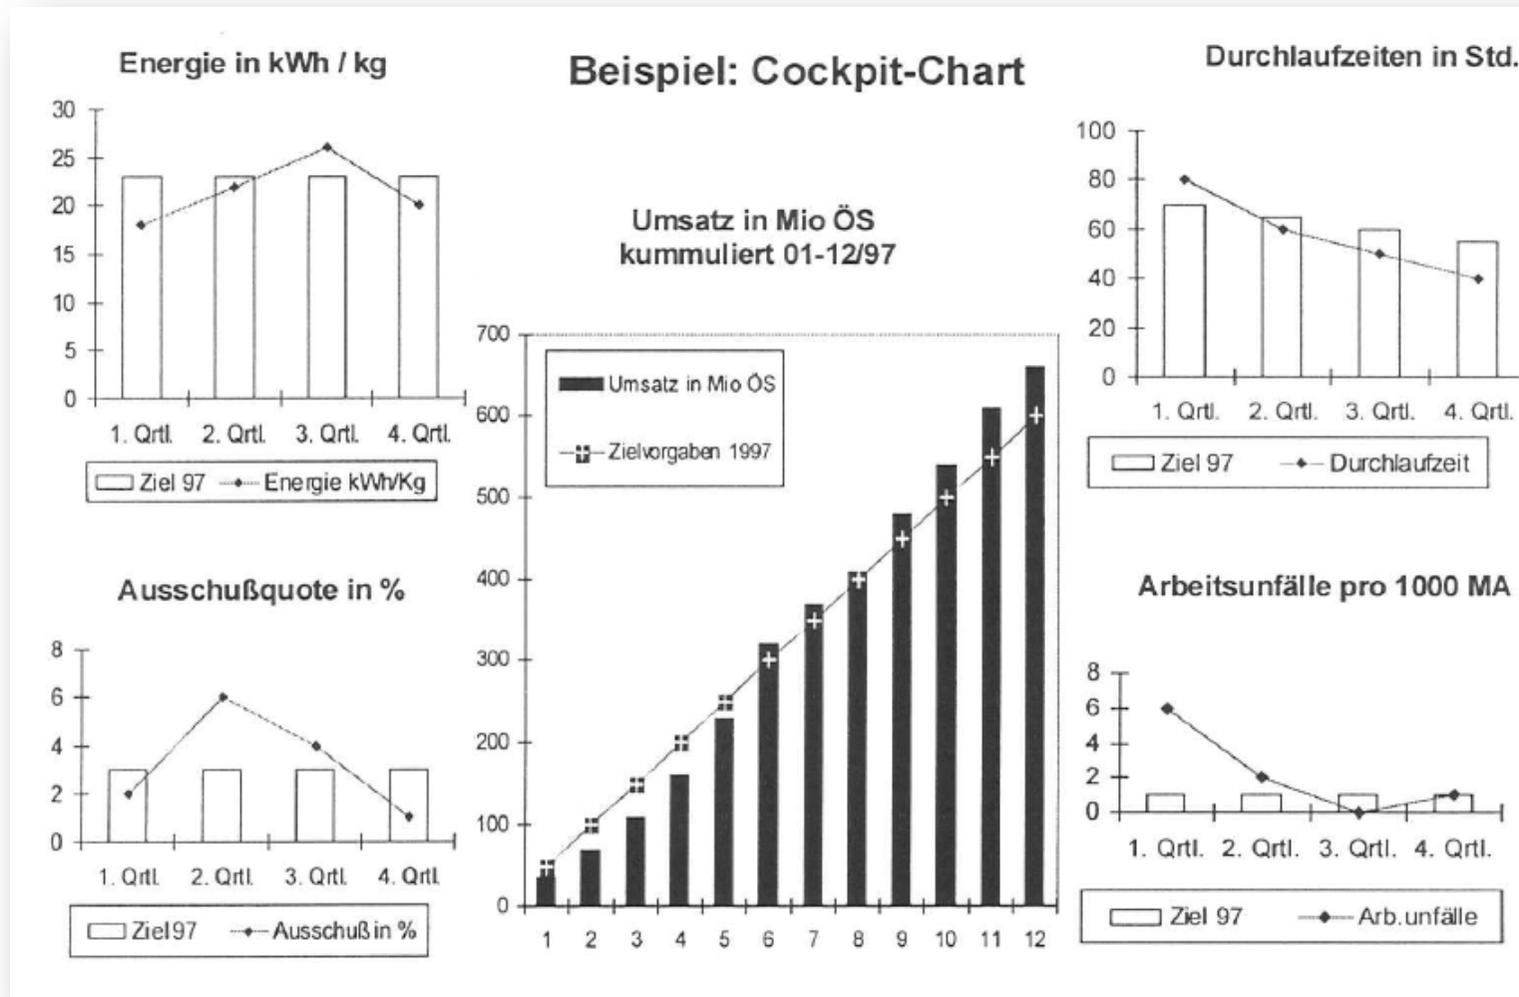 Energie in kWh / kg
30
25
20
15
10
5
0
1. Qrtl.
2. Qrtl.
3. Qrtl.
4. Qrtl.
Ziel 97
Energie kWh/Kg
Ausschußquote in %
8
6
4
2
0
1. Qrtl.
2. Qrtl.
3. Qrtl.
4. Qrtl.
Ziel 97
Ausschuß in %
Beispiel: Cockpit-Chart
Umsatz in Mio ÖS
kummuliert 01-12/97
700
600
500
400
300
200
100
0
Umsatz in Mio ÖS
Zielvorgaben 1997
1 2 3 4 5 6 7 8 9 10 11 12
Durchlaufzeiten in Std.
100
80
60
40
20
0
1. Qrtl.
2. Qrtl.
3. Qrtl.
4. Qrtl.
Ziel 97
Durchlaufzeit
Arbeitsunfälle pro 1000 MA
8
6
4
2
0
1. Qrtl.
2. Qrtl.
3. Qrtl.
4. Qrtl.
Ziel 97
Arb.unfälle